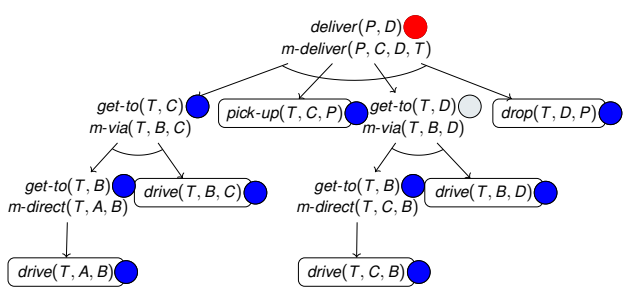 deliver(P, D)
m-deliver(P, C, D, T)
get-to(T, C)
m-via(T, B, C)
pick-up(T, C, P)
get-to(T, D)
m-via(T, B, D)
drop(T, D, P)
get-to(T, B)
m-direct(T, A, B)
drive(T, B, C)
get-to(T, B)
m-direct(T, C, B)
drive(T, B, D)
drive(T, A, B)
drive(T, C, B)